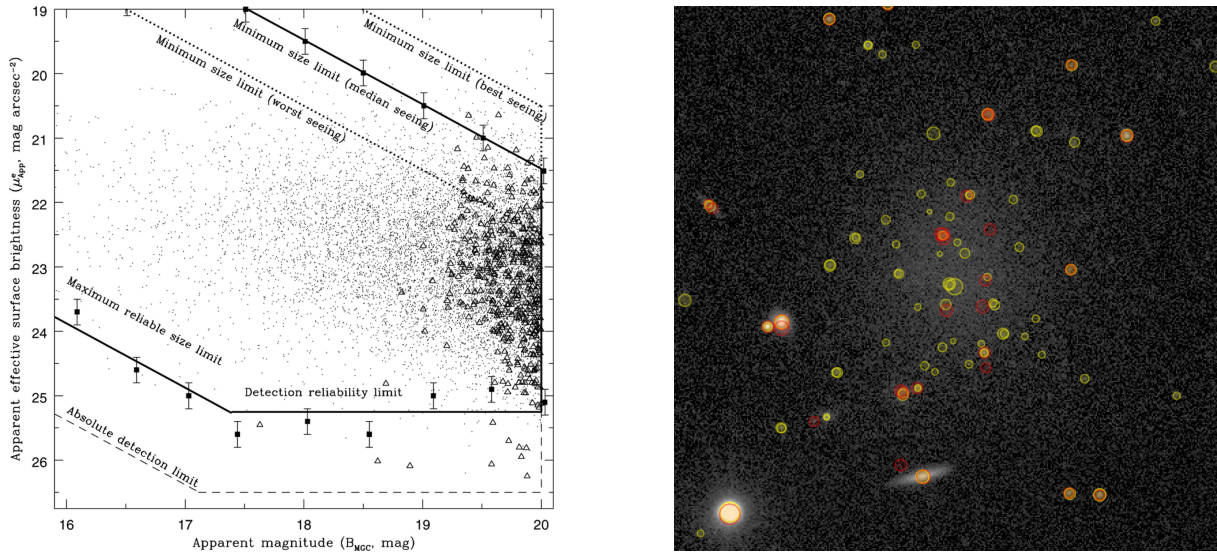 19
20
21
22
23
24
25
26
Apparent effective surface brightness (μᵉApp, mag arcsec⁻²)
Minimum size limit (best seeing)
Minimum size limit (median seeing)
Minimum size limit (worst seeing)
Maximum reliable size limit
Detection reliability limit
Absolute detection limit
16 17 18 19 20
Apparent magnitude (BMGC, mag)